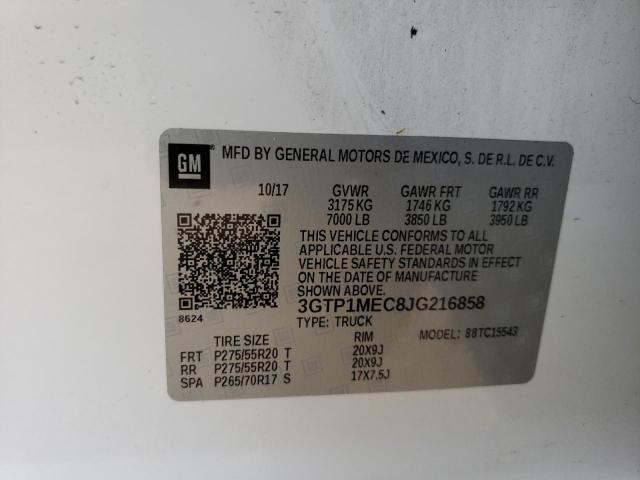 GM
MFD BY GENERAL MOTORS DE MEXICO, S. DE R.L. DE C.V.
10/17 GVWR GAWR FRT GAWR RR
3175 KG 1746 KG 1792 KG
7000 LB 3850 LB 3950 LB
THIS VEHICLE CONFORMS TO ALL
APPLICABLE U.S. FEDERAL MOTOR
VEHICLE SAFETY STANDARDS IN EFFECT
ON THE DATE OF MANUFACTURE
SHOWN ABOVE.
8624
3GTP1MEC8JG216858
TYPE: TRUCK MODEL: 88TC15543
TIRE SIZE RIM
FRT P275/55R20 T 20X9J
RR P275/55R20 T 20X9J
SPA P265/70R17 S 17X7.5J